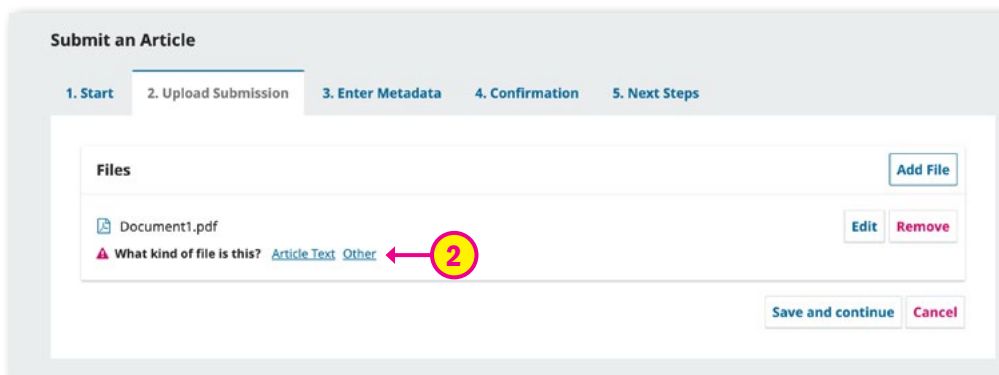 Submit an Article
1. Start 2. Upload Submission 3. Enter Metadata 4. Confirmation 5. Next Steps
Files Add File
Document1.pdf Edit Remove
What kind of file is this? Article Text Other 2
Save and continue Cancel